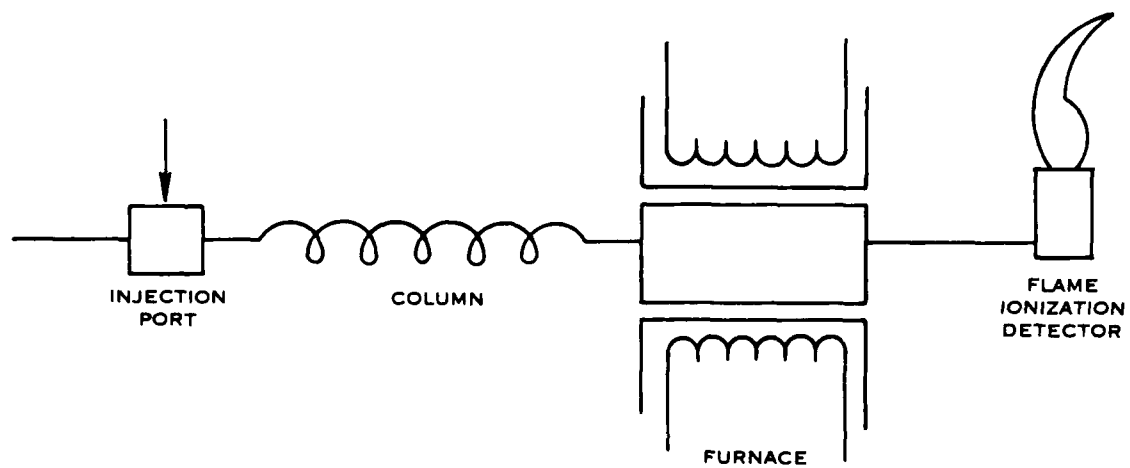 INJECTION
PORT
COLUMN
FURNACE
FLAME
IONIZATION
DETECTOR